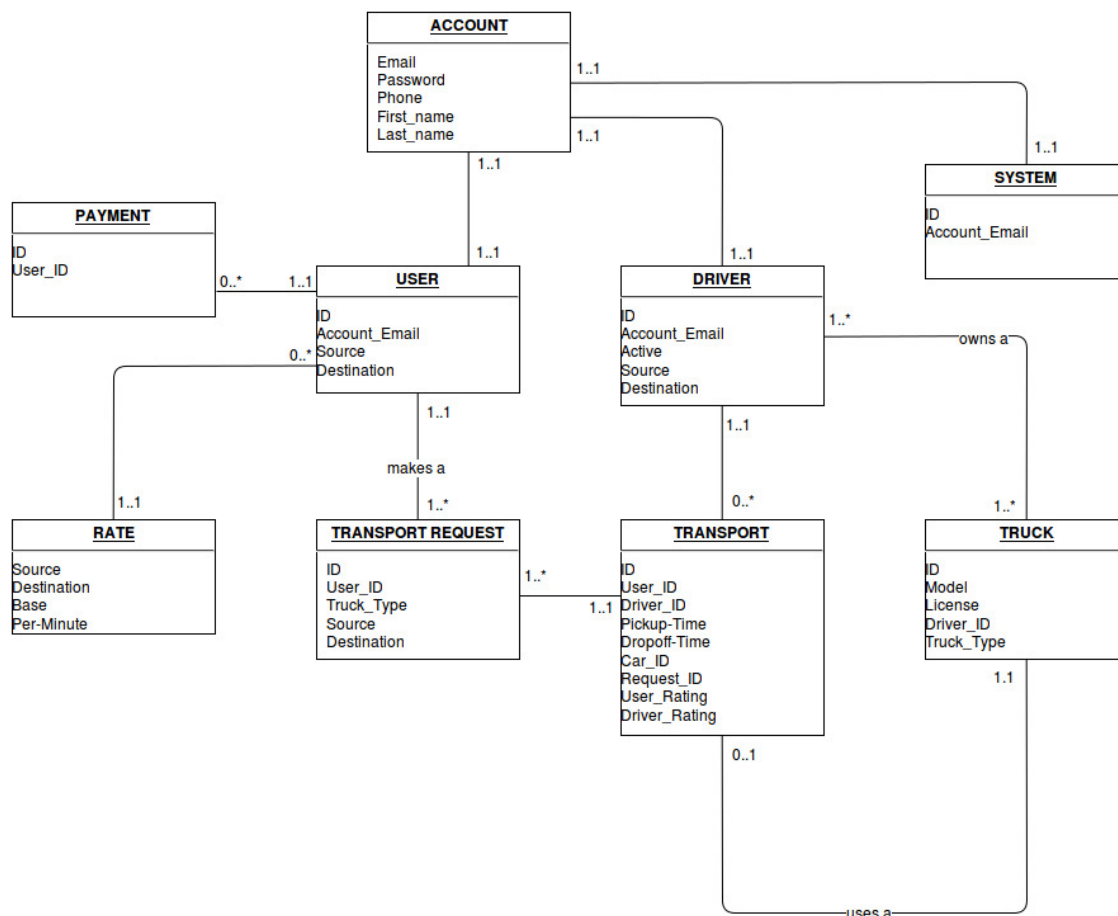 ACCOUNT
Email
Password
Phone
First_name
Last_name
1..1
1..1
1..1
1..1
SYSTEM
ID
Account_Email
PAYMENT
ID
User_ID
0..*
1..1
1..1
USER
ID
Account_Email
Source
Destination
1..1
DRIVER
ID
Account_Email
Active
Source
Destination
1..*
owns a
0..*
1..1
1..1
makes a
1..1
1..*
0..*
1..*
RATE
Source
Destination
Base
Per-Minute
TRANSPORT REQUEST
ID
User_ID
Truck_Type
Source
Destination
1..*
1..1
TRANSPORT
ID
User_ID
Driver_ID
Pickup-Time
Dropoff-Time
Car_ID
Request_ID
User_Rating
Driver_Rating
TRUCK
ID
Model
License
Driver_ID
Truck_Type
1.1
0..1
uses a